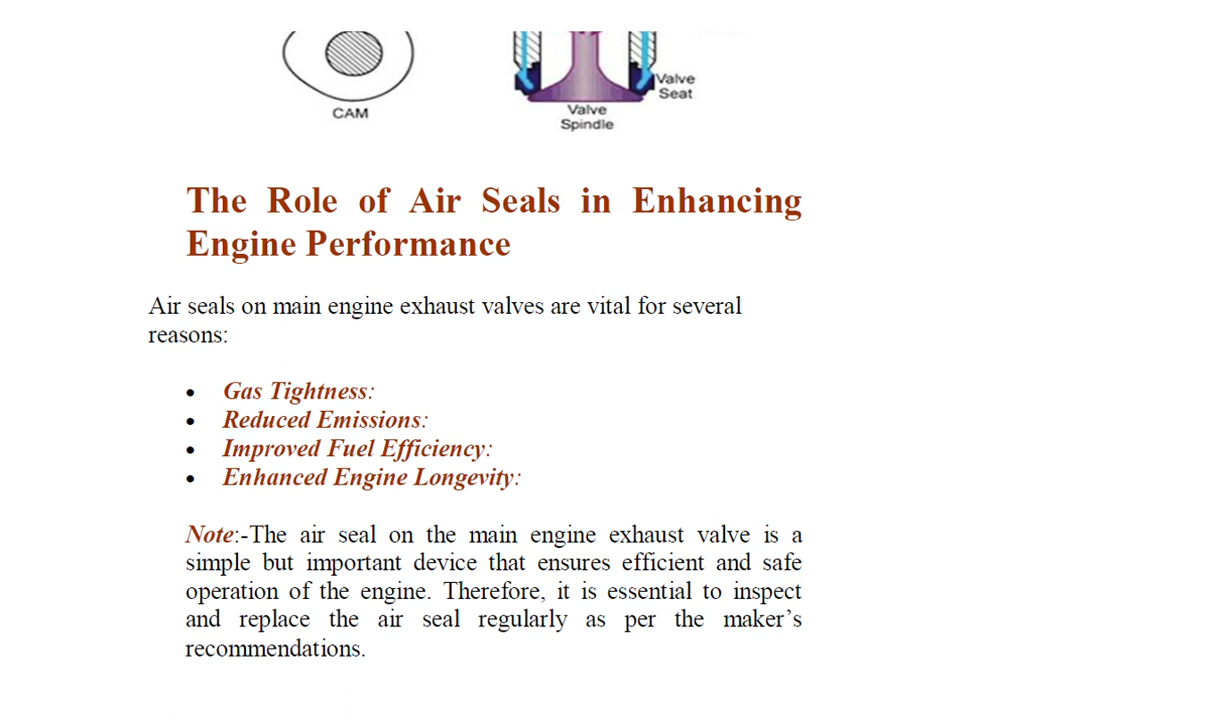 CAM
Valve
Spindle
Valve
Seat
The Role of Air Seals in Enhancing
Engine Performance
Air seals on main engine exhaust valves are vital for several
reasons:
• Gas Tightness:
• Reduced Emissions:
• Improved Fuel Efficiency:
• Enhanced Engine Longevity:
Note:-The air seal on the main engine exhaust valve is a
simple but important device that ensures efficient and safe
operation of the engine. Therefore, it is essential to inspect
and replace the air seal regularly as per the maker’s
recommendations.